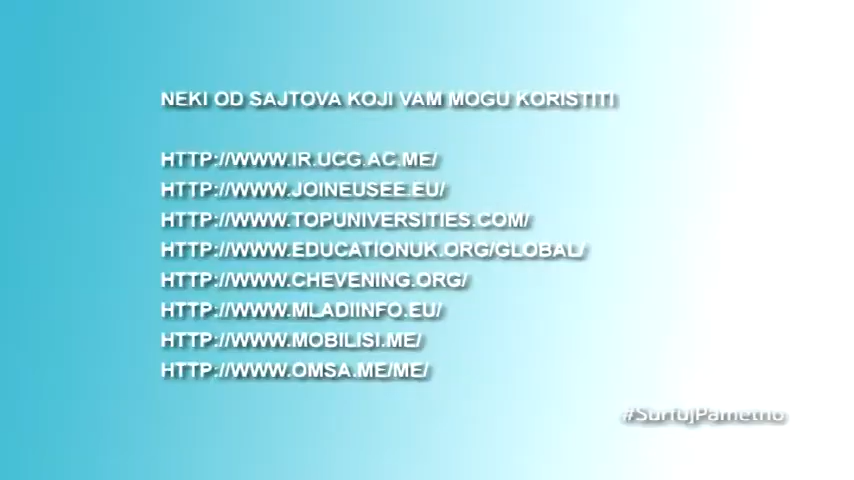 NEKI OD SAJTOVA KOJI VAM MOGU KORISTITI
HTTP://WWW.IR.UCG.AC.ME/
HTTP://WWW.JOINEUSEE.EU/
HTTP://WWW.TOPUNIVERSITIES.COM/
HTTP://WWW.EDUCATIONUK.ORG/GLOBAL/
HTTP://WWW.CHEVENING.ORG/
HTTP://WWW.MLADIINFO.EU/
HTTP://WWW.MOBILISI.ME/
HTTP://WWW.OMSA.ME/ME/
#SurfujPametno